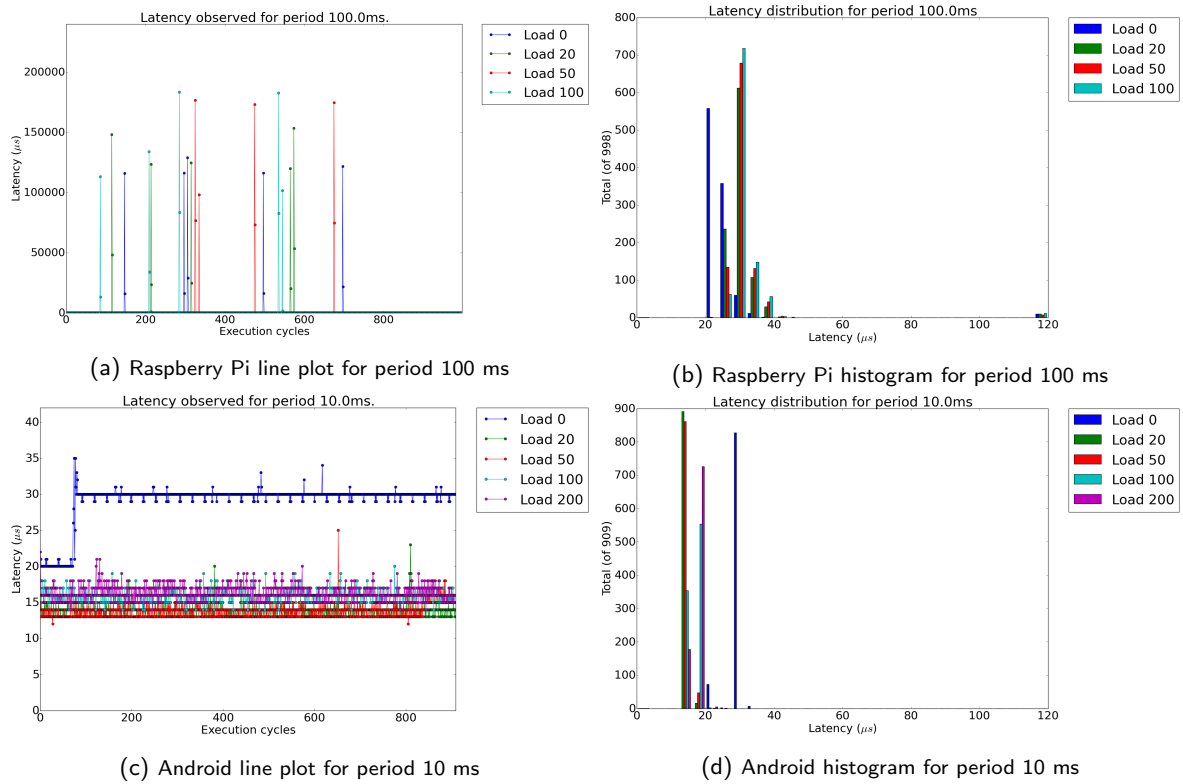 Latency observed for period 100.0ms.
Latency (μs)
200000
150000
100000
50000
0
0 200 400 600 800
Execution cycles
Load 0
Load 20
Load 50
Load 100
(a) Raspberry Pi line plot for period 100 ms
Latency distribution for period 100.0ms
Total (of 998)
800
700
600
500
400
300
200
100
0
0 20 40 60 80 100 120
Latency (μs)
Load 0
Load 20
Load 50
Load 100
(b) Raspberry Pi histogram for period 100 ms
Latency observed for period 10.0ms.
Latency (μs)
40
35
30
25
20
15
10
5
0
0 200 400 600 800
Execution cycles
Load 0
Load 20
Load 50
Load 100
Load 200
(c) Android line plot for period 10 ms
Latency distribution for period 10.0ms
Total (of 909)
900
800
700
600
500
400
300
200
100
0
0 20 40 60 80 100 120
Latency (μs)
Load 0
Load 20
Load 50
Load 100
Load 200
(d) Android histogram for period 10 ms